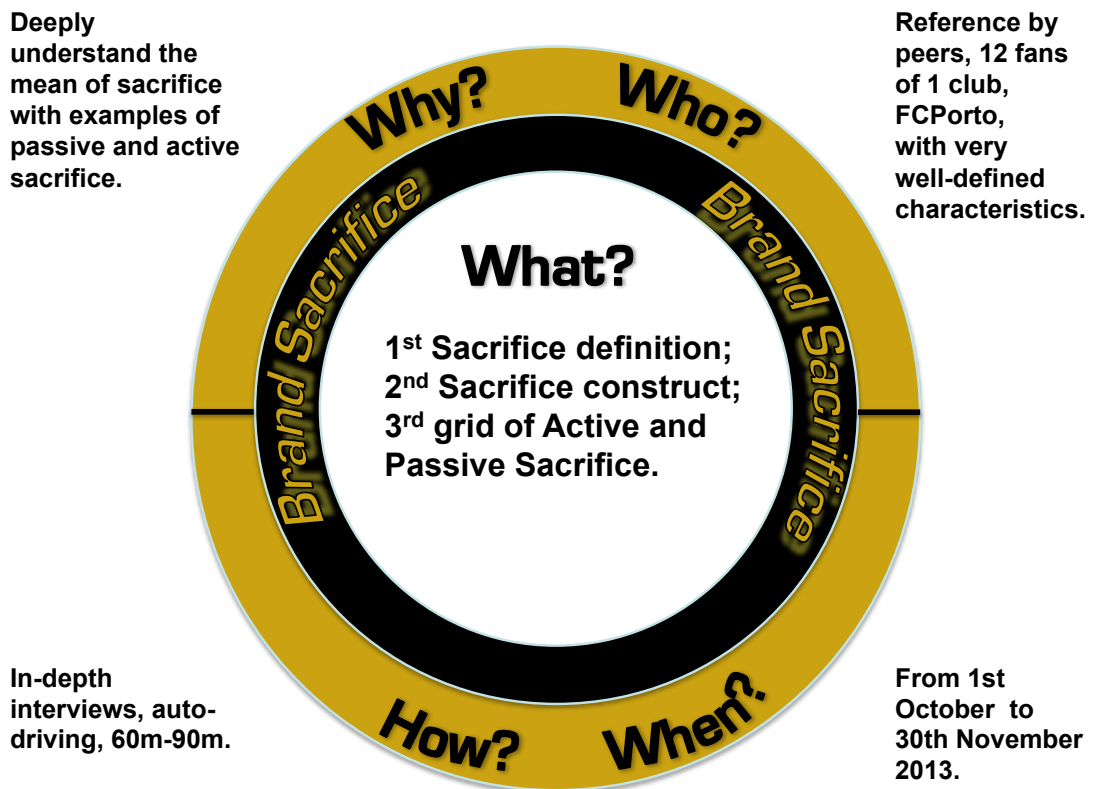 Deeply
understand the
mean of sacrifice
with examples of
passive and active
sacrifice.
Why?
Who?
Reference by
peers, 12 fans
of 1 club,
FCPorto,
with very
well-defined
characteristics.
Brand Sacrifice
Brand Sacrifice
What?
1st Sacrifice definition;
2nd Sacrifice construct;
3rd grid of Active and
Passive Sacrifice.
In-depth
interviews, auto-
driving, 60m-90m.
How?
When?
From 1st
October to
30th November
2013.